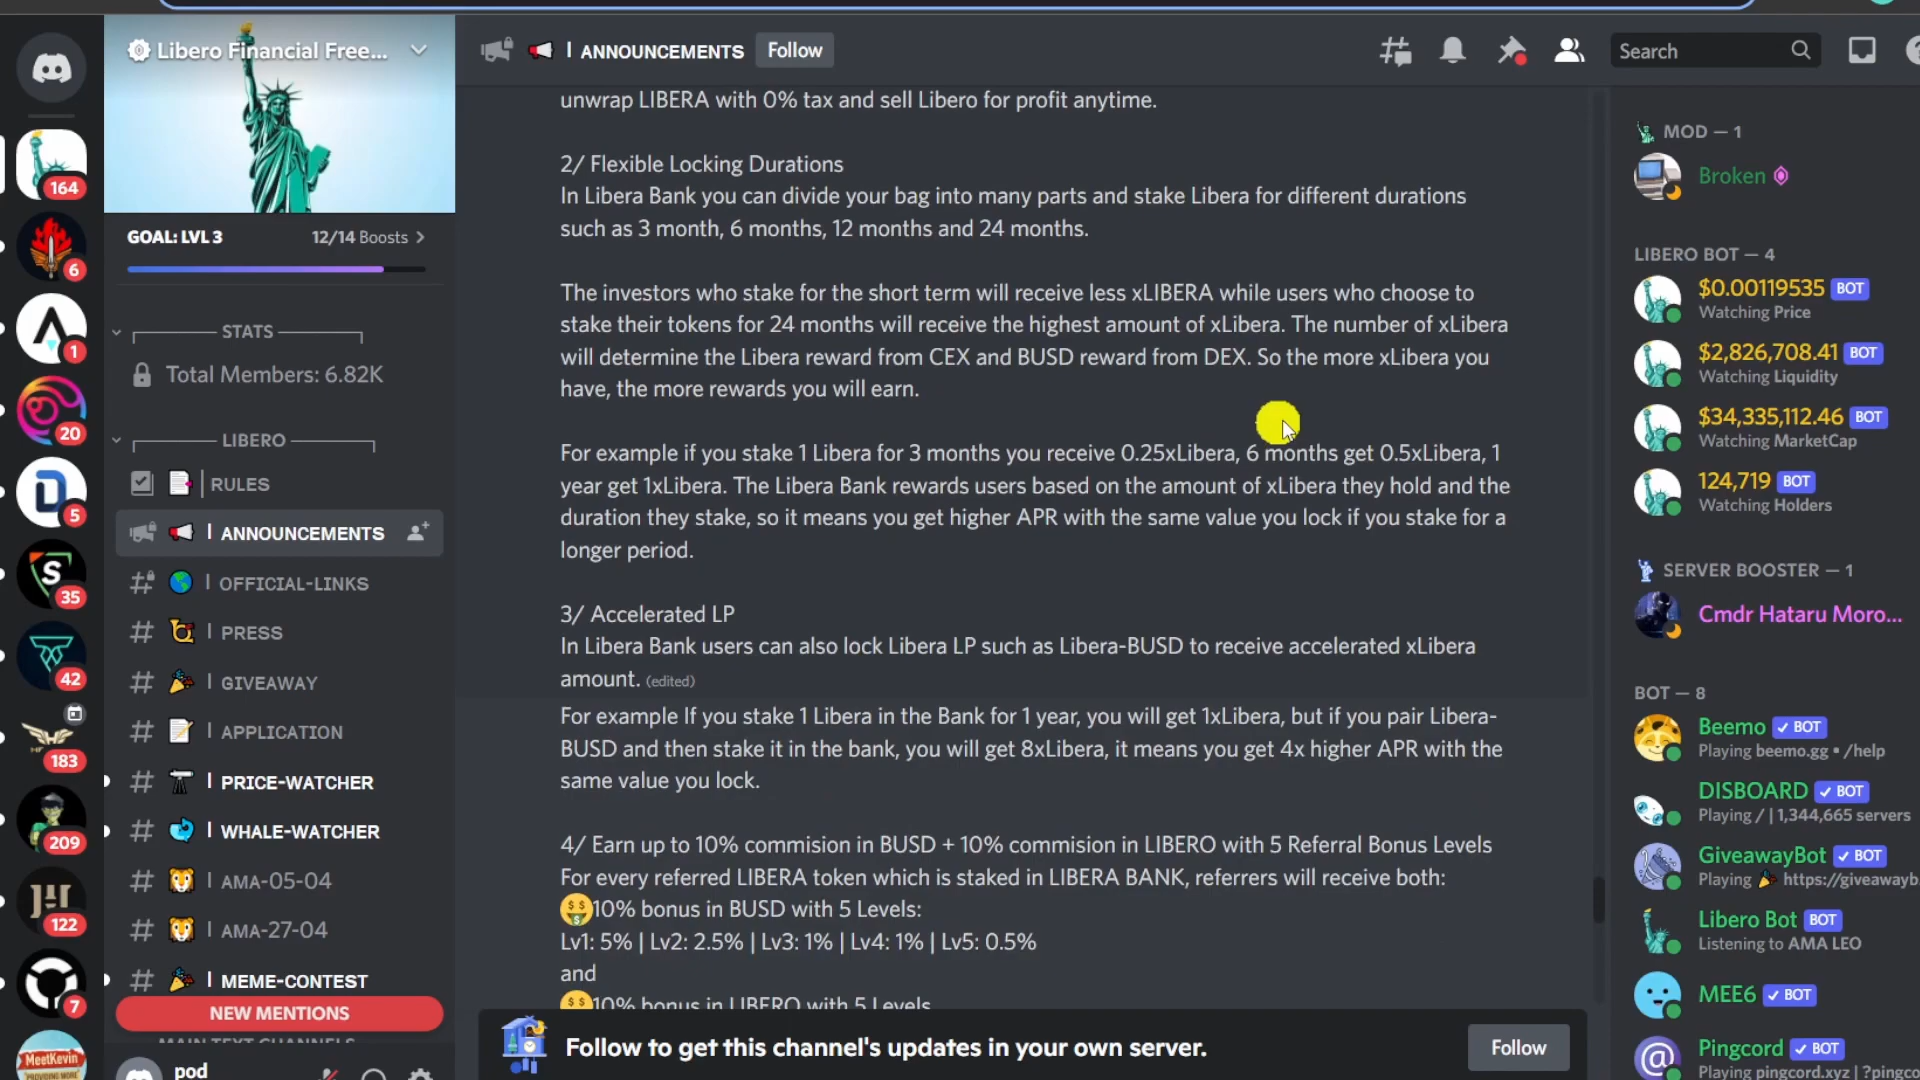 Libero Financial Free...
GOAL: LVL 3
12/14 Boosts
STATS
Total Members: 6.82K
LIBERO
RULES
ANNOUNCEMENTS
OFFICIAL-LINKS
PRESS
GIVEAWAY
APPLICATION
PRICE-WATCHER
WHALE-WATCHER
AMA-05-04
AMA-27-04
MEME-CONTEST
NEW MENTIONS
pod
164
6
1
20
5
35
42
183
209
122
7
MeetKevin
ANNOUNCEMENTS
Follow
Search
unwrap LIBERA with 0% tax and sell Libero for profit anytime.
2/ Flexible Locking Durations
In Libera Bank you can divide your bag into many parts and stake Libera for different durations
such as 3 month, 6 months, 12 months and 24 months.
The investors who stake for the short term will receive less xLIBERA while users who choose to
stake their tokens for 24 months will receive the highest amount of xLibera. The number of xLibera
will determine the Libera reward from CEX and BUSD reward from DEX. So the more xLibera you
have, the more rewards you will earn.
For example if you stake 1 Libera for 3 months you receive 0.25xLibera, 6 months get 0.5xLibera, 1
year get 1xLibera. The Libera Bank rewards users based on the amount of xLibera they hold and the
duration they stake, so it means you get higher APR with the same value you lock if you stake for a
longer period.
3/ Accelerated LP
In Libera Bank users can also lock Libera LP such as Libera-BUSD to receive accelerated xLibera
amount. (edited)
For example If you stake 1 Libera in the Bank for 1 year, you will get 1xLibera, but if you pair Libera-
BUSD and then stake it in the bank, you will get 8xLibera, it means you get 4x higher APR with the
same value you lock.
4/ Earn up to 10% commision in BUSD + 10% commision in LIBERO with 5 Referral Bonus Levels
For every referred LIBERA token which is staked in LIBERA BANK, referrers will receive both:
10% bonus in BUSD with 5 Levels:
Lv1: 5% | Lv2: 2.5% | Lv3: 1% | Lv4: 1% | Lv5: 0.5%
and
10% bonus in LIBERO with 5 Levels
Follow to get this channel's updates in your own server.
Follow
MOD — 1
Broken
LIBERO BOT — 4
$0.00119535 BOT
Watching Price
$2,826,708.41 BOT
Watching Liquidity
$34,335,112.46 BOT
Watching MarketCap
124,719 BOT
Watching Holders
SERVER BOOSTER — 1
Cmdr Hataru Moro...
BOT — 8
Beemo BOT
Playing beemo.gg • /help
DISBOARD BOT
Playing / | 1,344,665 servers
GiveawayBot BOT
Playing https://giveawayb
Libero Bot BOT
Listening to AMA LEO
MEE6 BOT
Pingcord BOT
Playing pingcord.xyz | ?pingco